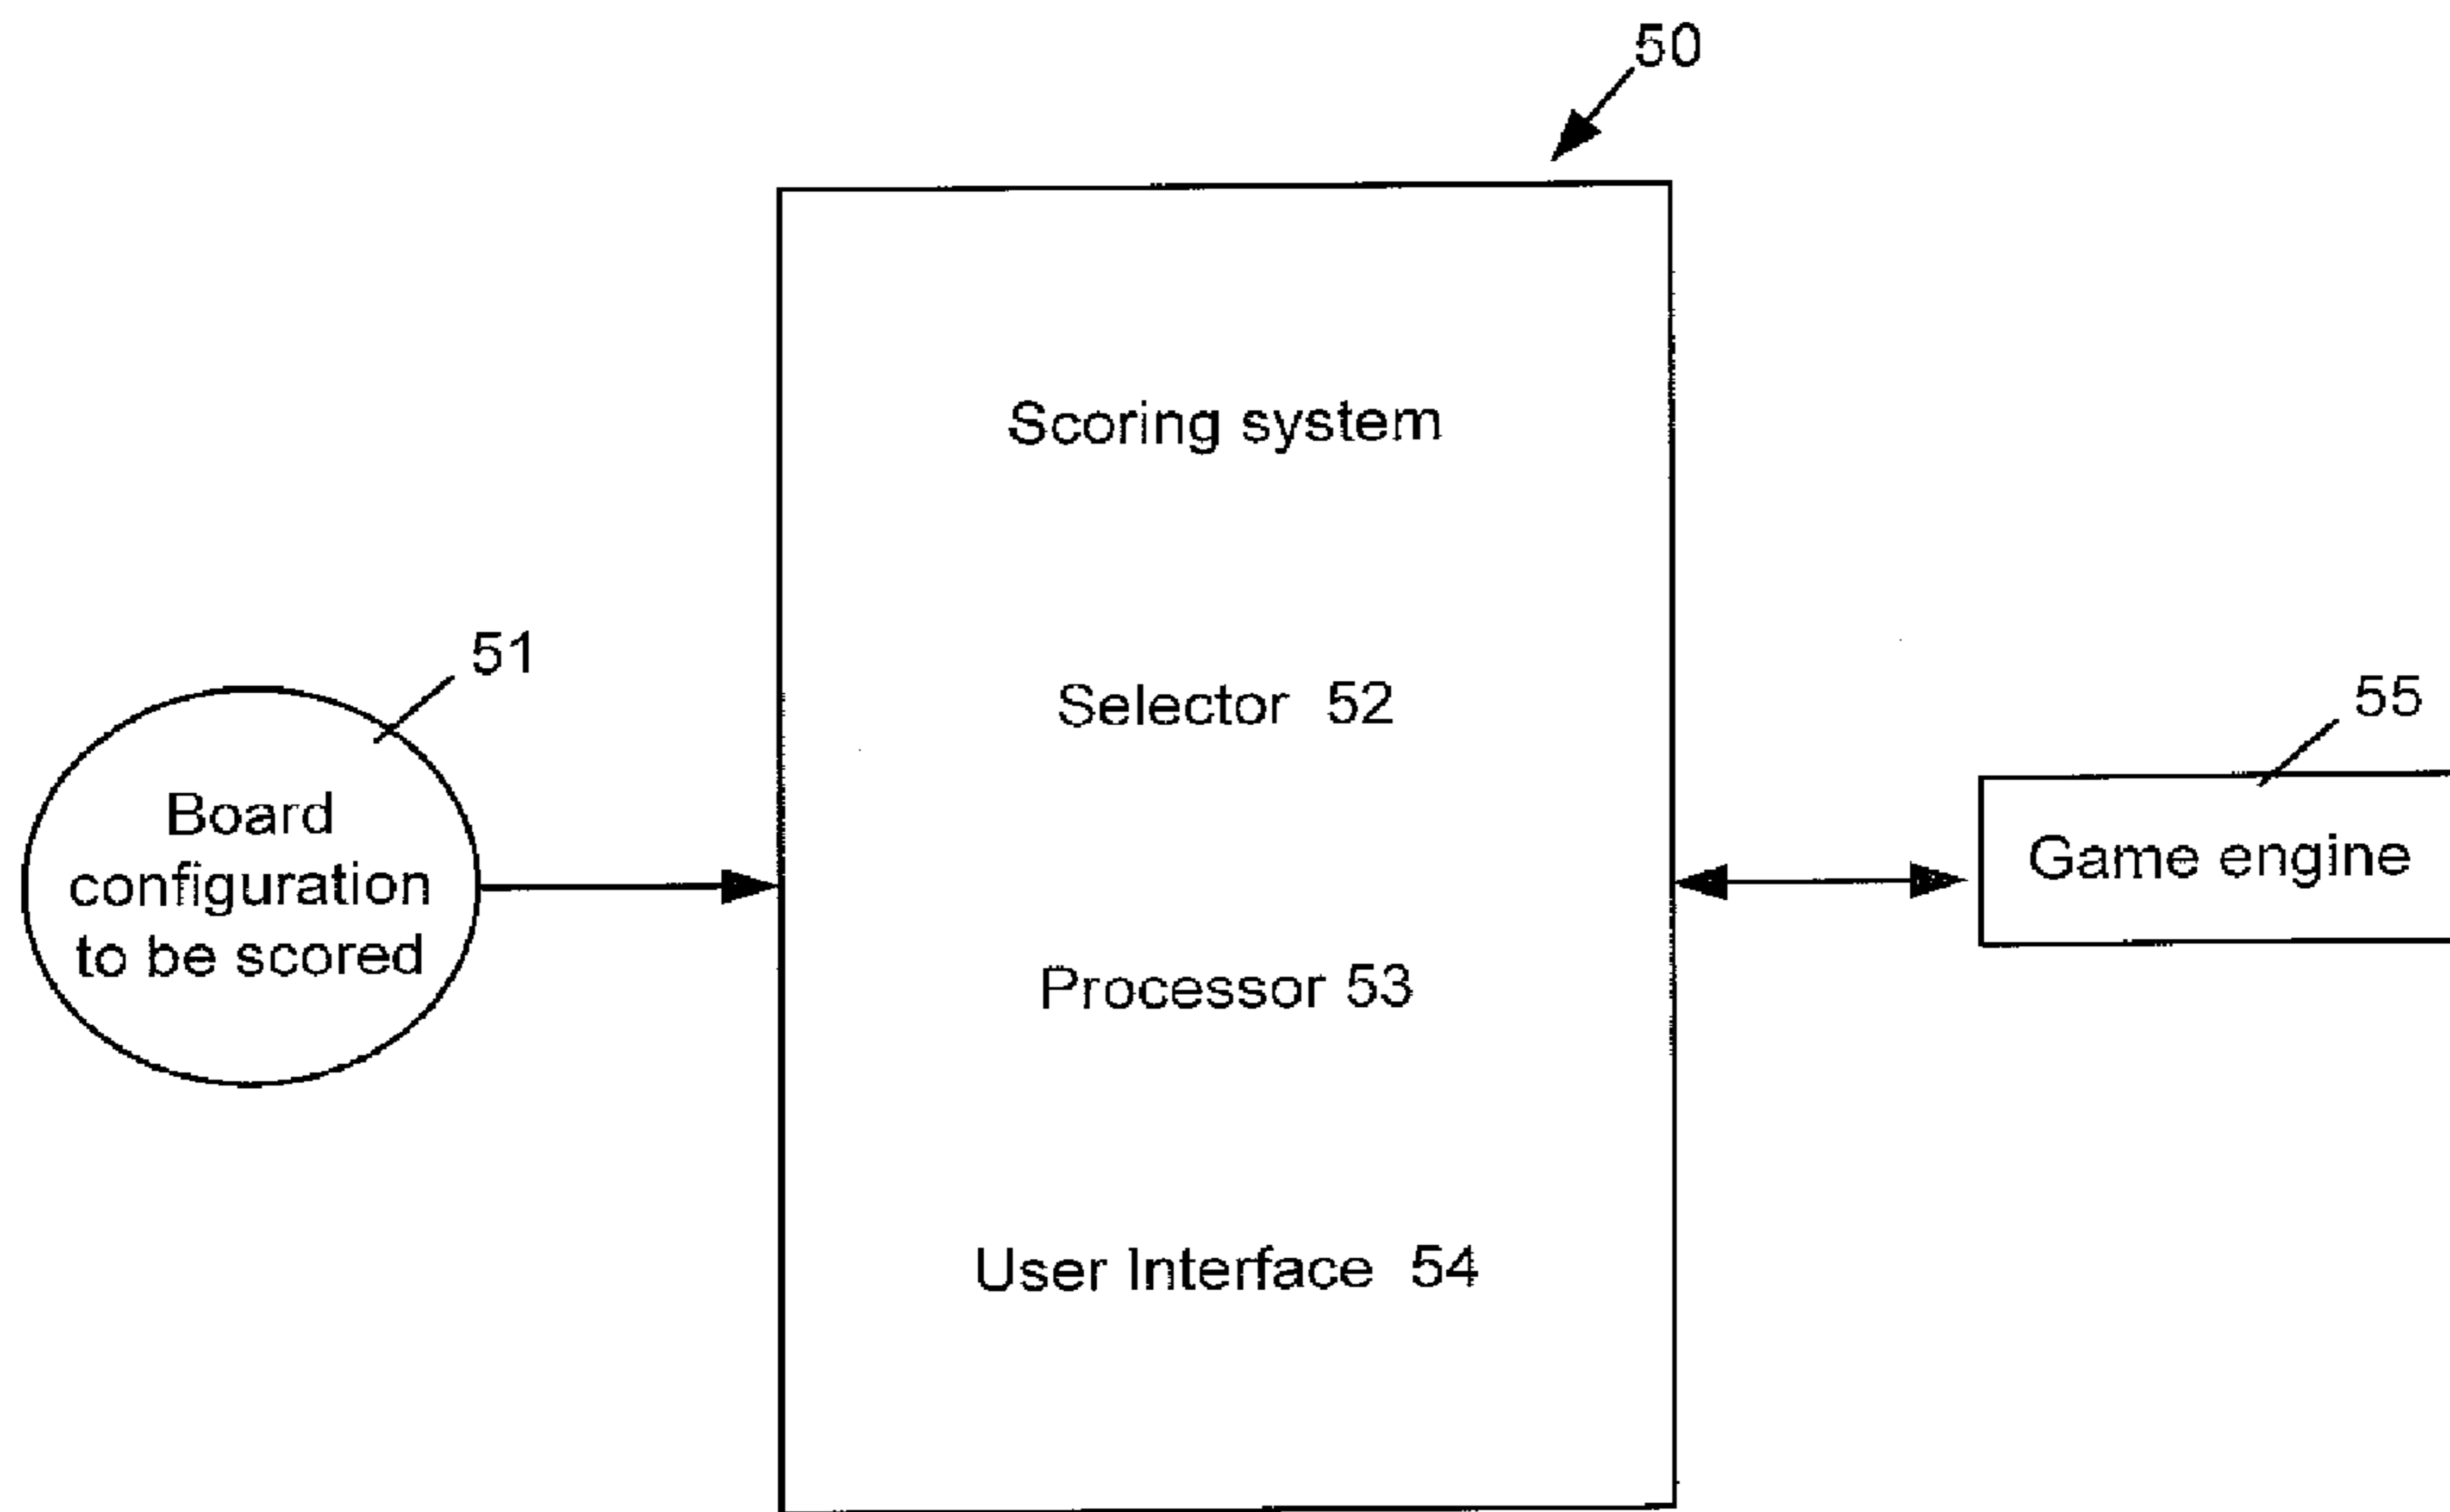 50
Scoring system
51
Selector 52
55
Board
configuration
to be scored
Game engine
Processor 53
User Interface 54